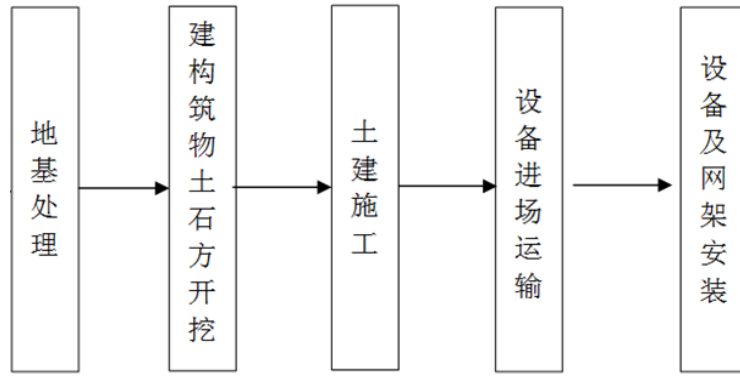 地基处理
建构筑物土石方开挖
土建施工
设备进场运输
设备及网架安装